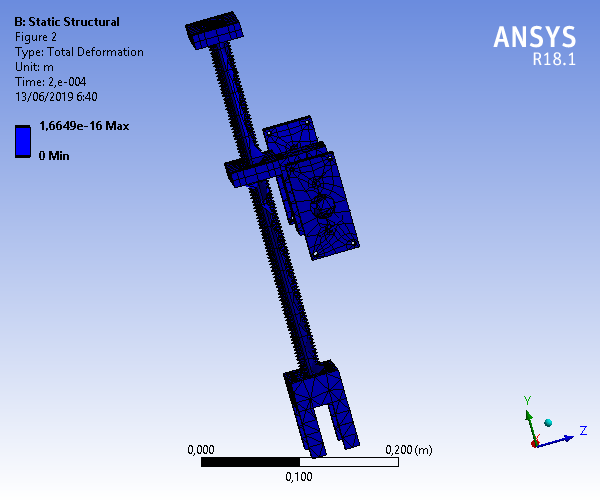 B: Static Structural
Figure 2
Type: Total Deformation
Unit: m
Time: 2,e-004
13/06/2019 6:40
1,6649e-16 Max
0 Min
ANSYS
R18.1
Y
Z
X
0,000
0,200 (m)
0,100